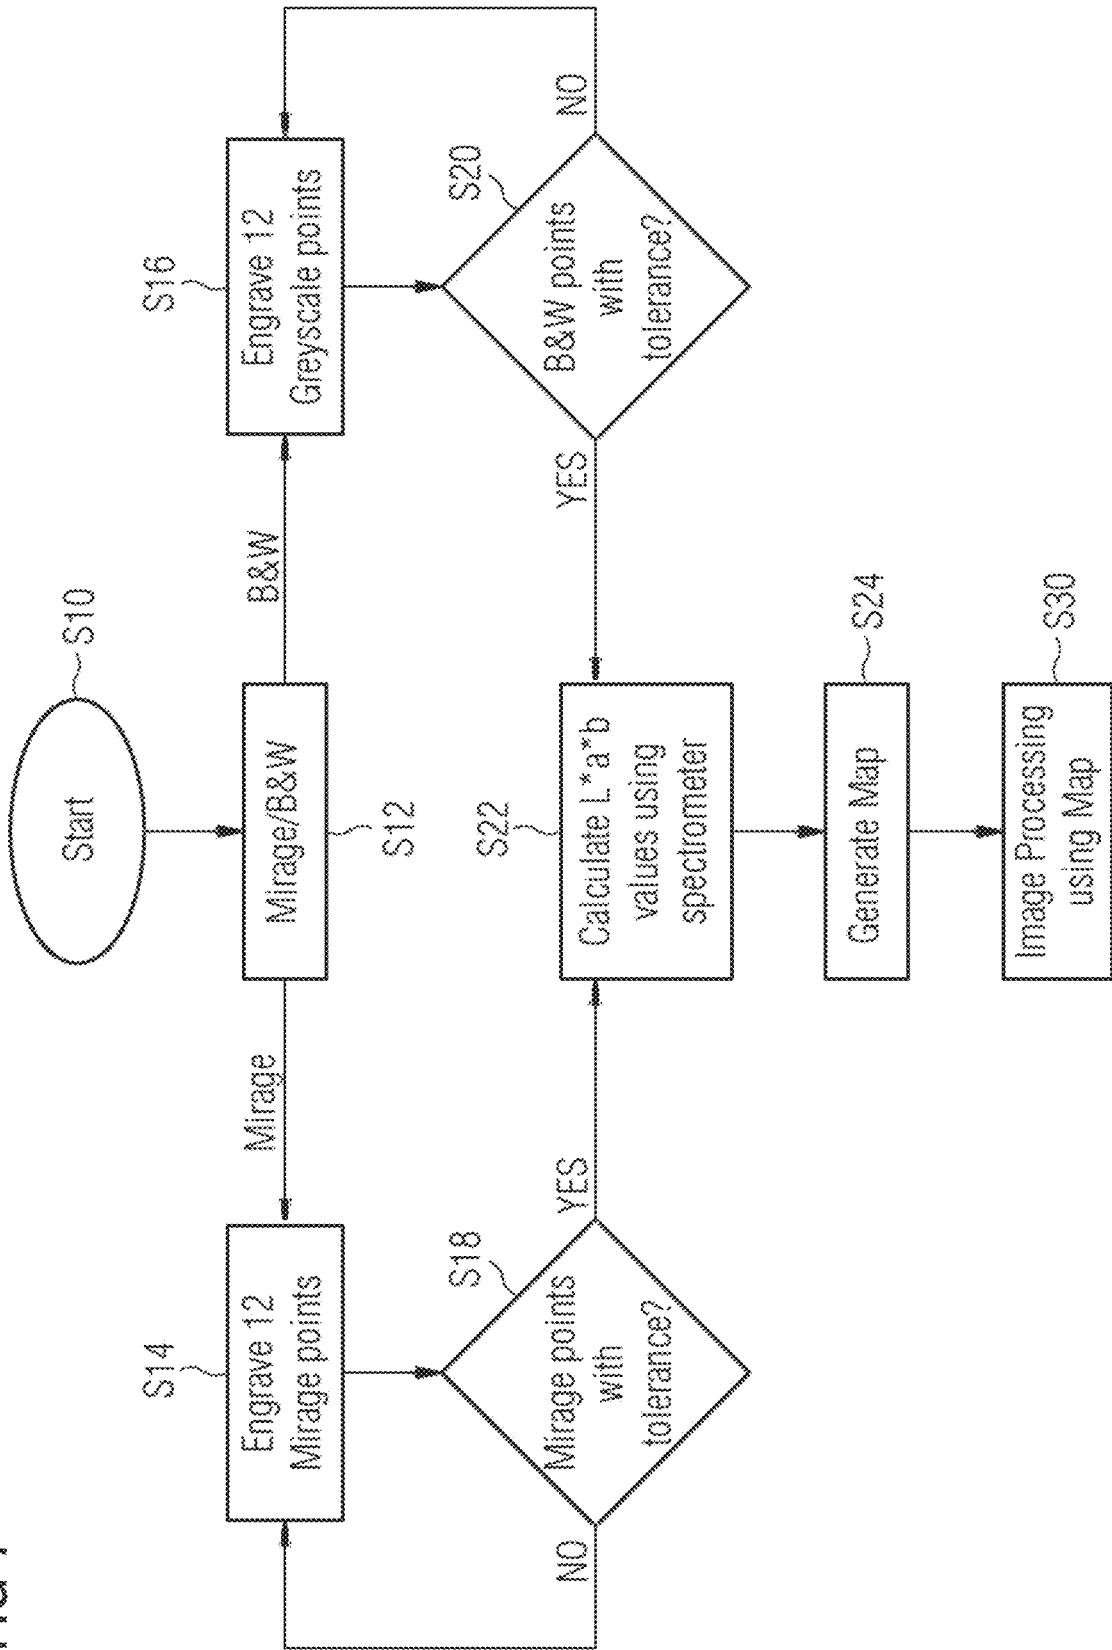 Start
S10
Mirage/B&W
S12
Mirage
B&W
S14
Engrave 12
Mirage points
S16
Engrave 12
Greyscale points
S18
Mirage points
with
tolerance?
NO
YES
S20
B&W points
with
tolerance?
YES
NO
S22
Calculate L*a*b
values using
spectrometer
Generate Map
S24
Image Processing
using Map
S30